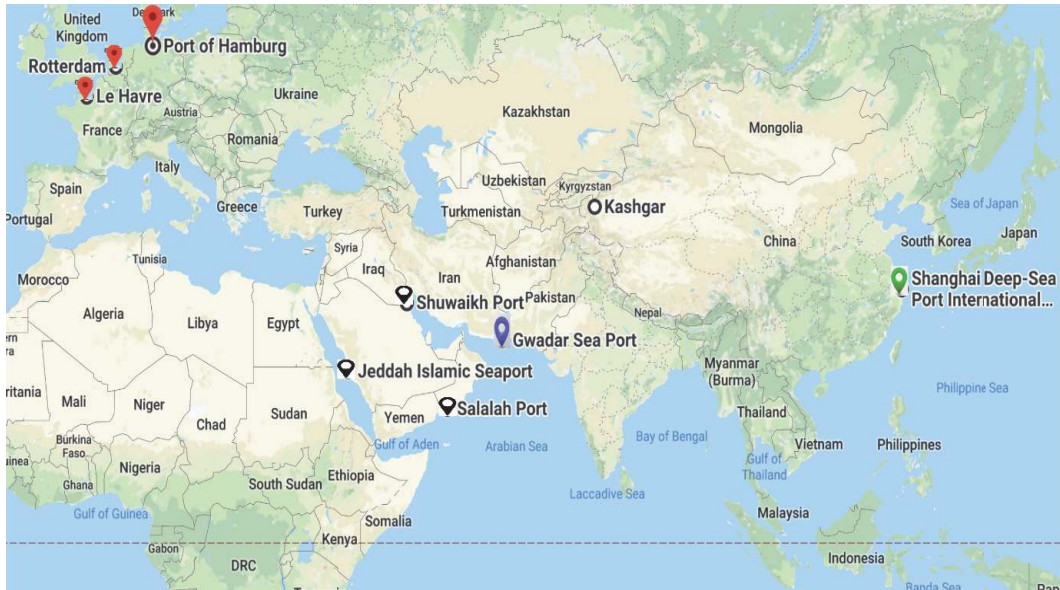 Denmark
United
Kingdom
Port of Hamburg
Rotterdam
Le Havre
Ukraine
Austria
France
Romania
Kazakhstan
Mongolia
Italy
Uzbekistan
Kyrgyzstan
Spain
Kashgar
Portugal
Greece
Turkey
Turkmenistan
Sea of Japan
Japan
South Korea
China
Syria
Tunisia
Iraq
Iran
Afghanistan
Morocco
Shanghai Deep-Sea
Port International...
Shuwaikh Port
Pakistan
Algeria
Libya
Egypt
Nepal
Gwadar Sea Port
Jeddah Islamic Seaport
Myanmar
(Burma)
Philippine Sea
ritania
Mali
Niger
Chad
Sudan
Yemen
Salalah Port
Thailand
Gulf of Aden
Arabian Sea
Bay of Bengal
Vietnam
Philippines
Burkina
Faso
inea
Nigeria
Ethiopia
Gulf of
Thailand
Ghana
South Sudan
Laccadive Sea
Gulf of Guinea
Somalia
Malaysia
Kenya
Gabon
DRC
Indonesia
Banda Sea